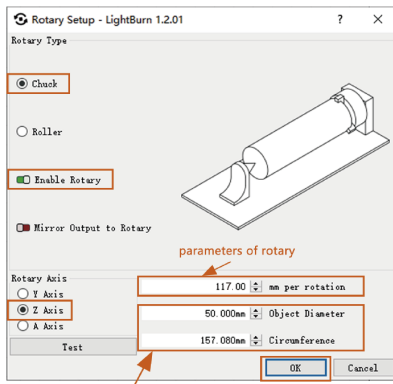 Rotary Setup - LightBurn 1.2.01
Rotary Type
Chuck
Roller
Enable Rotary
Mirror Output to Rotary
parameters of rotary
Rotary Axis
Y Axis
117.00 mm per rotation
Z Axis
50.000mm Object Diameter
A Axis
157.080mm Circumference
Test
OK Cancel